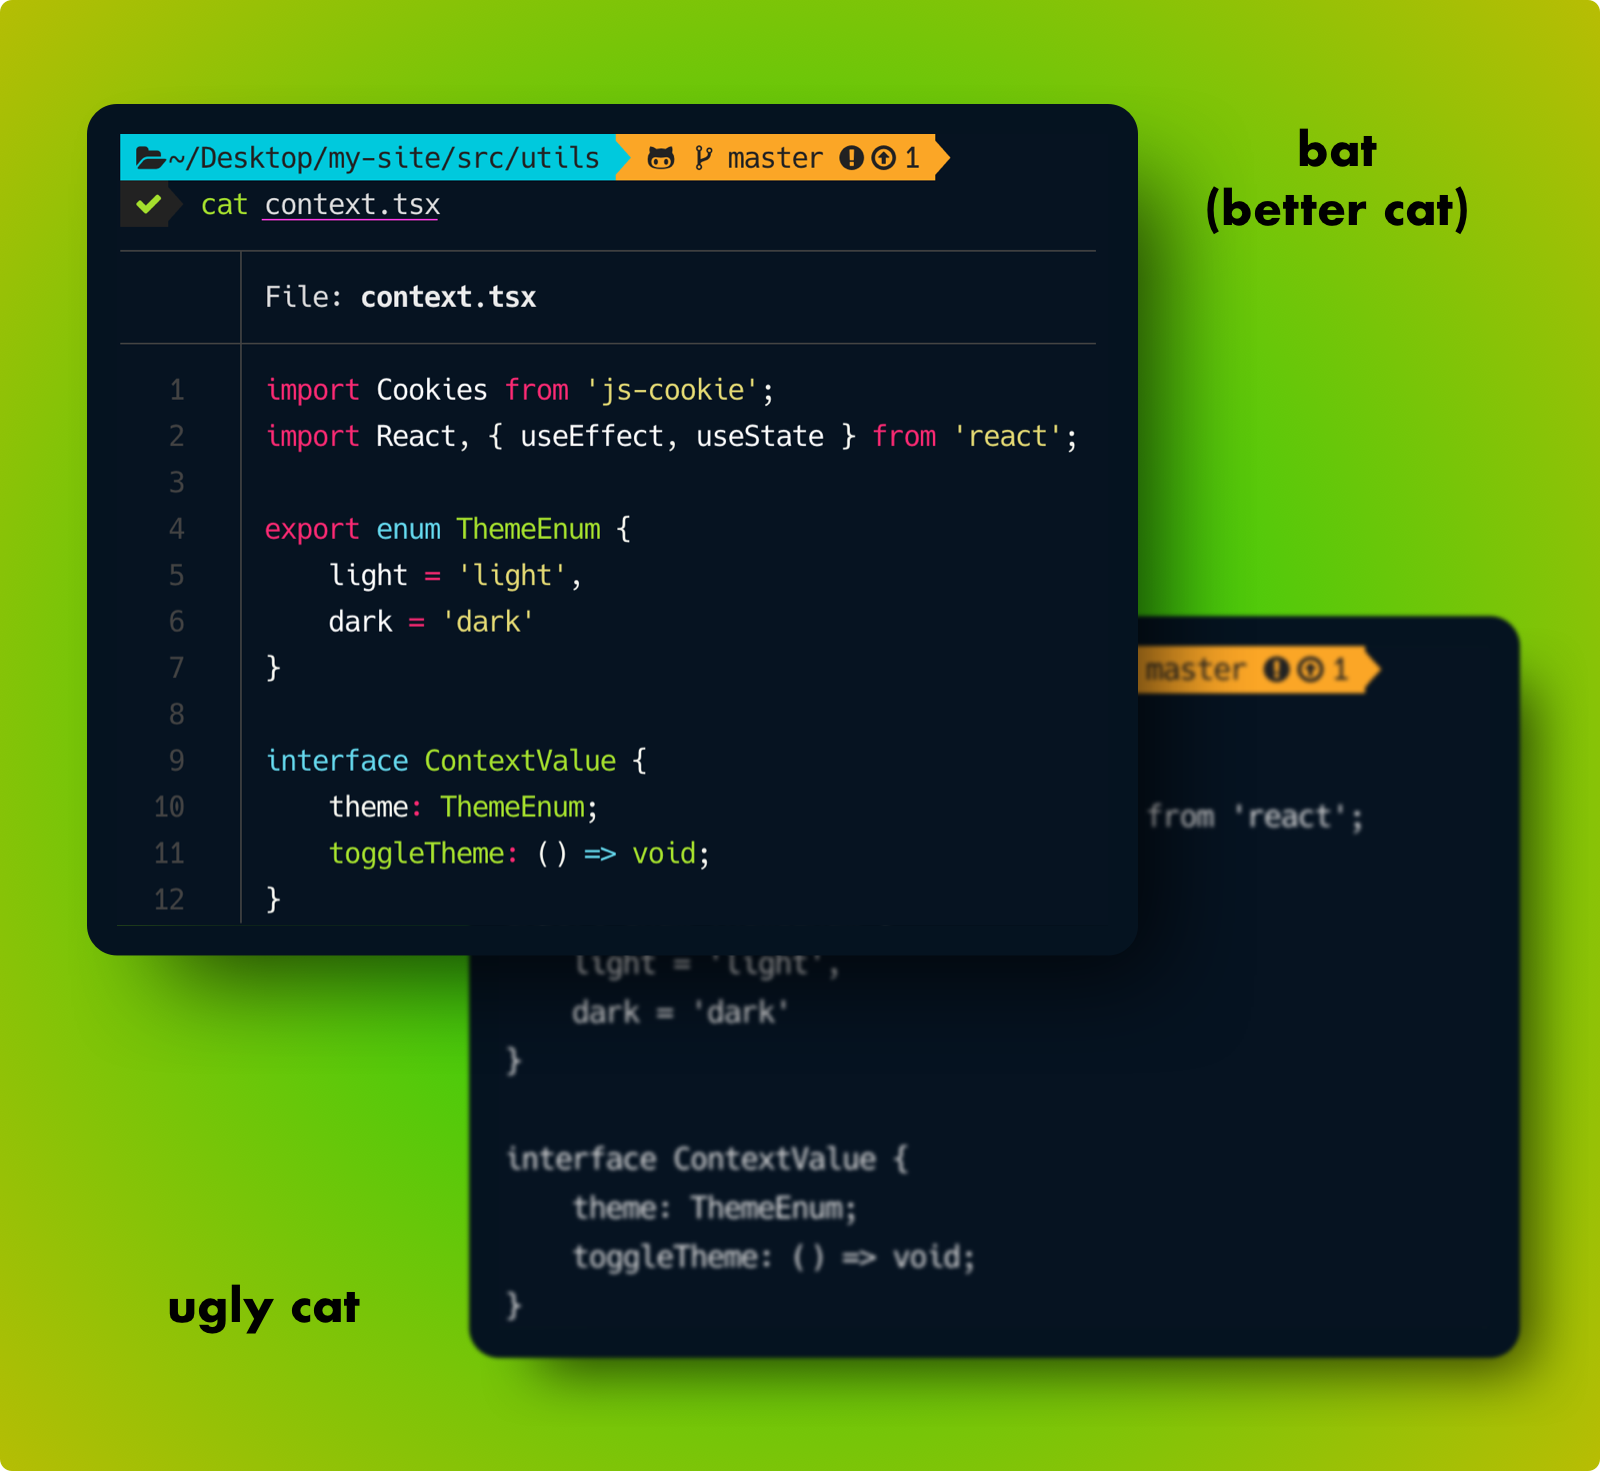 bat
(better cat)
~/Desktop/my-site/src/utils master 1
cat context.tsx
File: context.tsx
1 import Cookies from 'js-cookie';
2 import React, { useEffect, useState } from 'react';
3
4 export enum ThemeEnum {
5     light = 'light',
6     dark = 'dark'
7 }
8
9 interface ContextValue {
10     theme: ThemeEnum;
11     toggleTheme: () => void;
12 }
master 1
from 'react';
light = 'light',
dark = 'dark'
}
interface ContextValue {
theme: ThemeEnum;
toggleTheme: () => void;
}
ugly cat